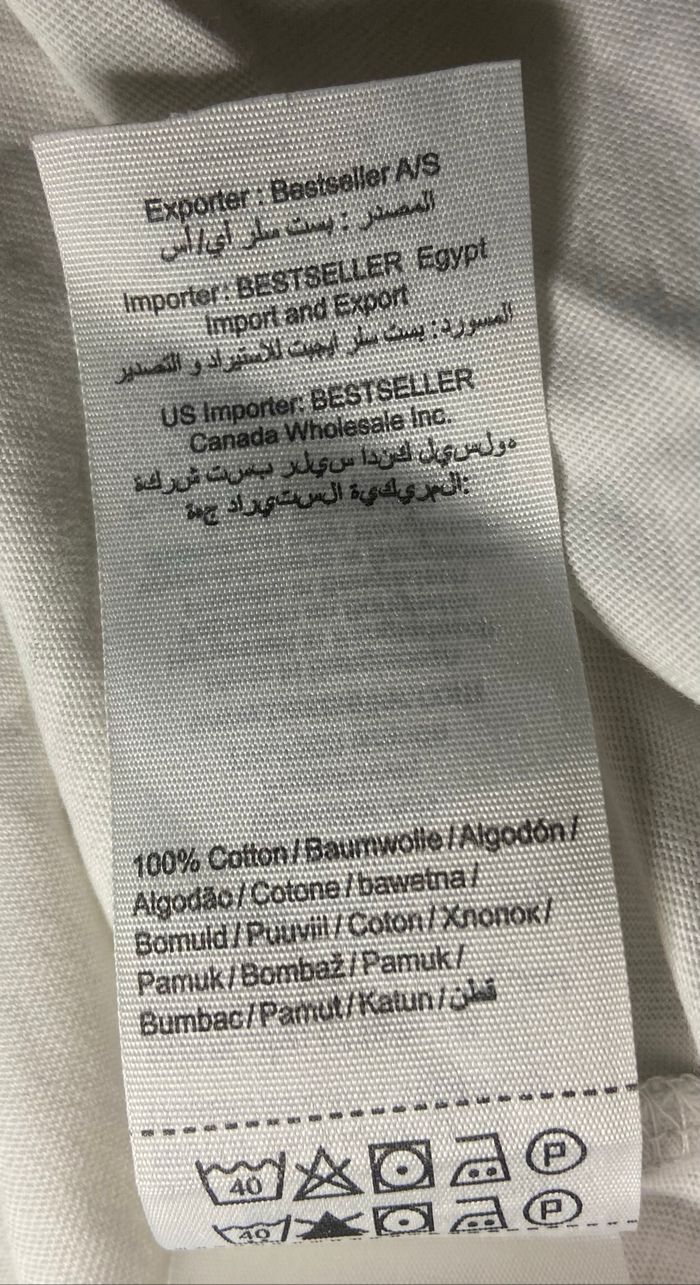 Exporter : Bestseller A/S
المصدر : بست سلر أي/أس
Importer: BESTSELLER Egypt
Import and Export
المسورد: بست سلر ايجبت للاستيراد و التصدير
US Importer: BESTSELLER
Canada Wholesale Inc.
100% Cotton/Baumwolle/Algodón/
Algodão/Cotone/bawełna/
Bomuld/Puuvill/Coton/Хлопок/
Pamuk/Bombaž/Pamuk/
Bumbac/Pamut/Katun/قطن
40 P
40 P